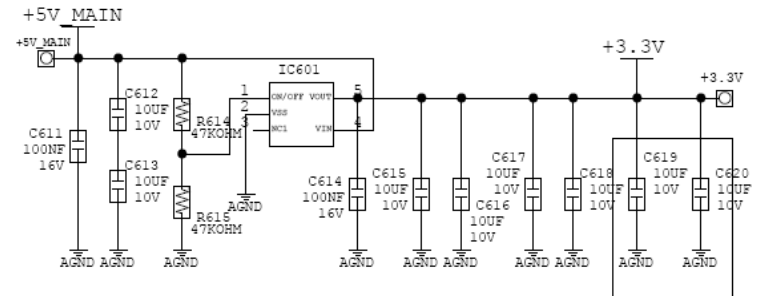 +5V_MAIN
+5V_MAIN
C611
100NF
16V
C612
10UF
10V
C613
10UF
10V
R614
47KOHM
R615
47KOHM
IC601
1
2
3
ON/OFF
VSS
NC1
VOUT
VIN
5
4
C614
100NF
16V
C615
10UF
10V
C616
10UF
10V
C617
10UF
10V
C618
10UF
10V
+3.3V
C619
10UF
10V
+3.3V
C620
10UF
10V
AGND
AGND
AGND
AGND
AGND
AGND
AGND
AGND
AGND
AGND
AGND